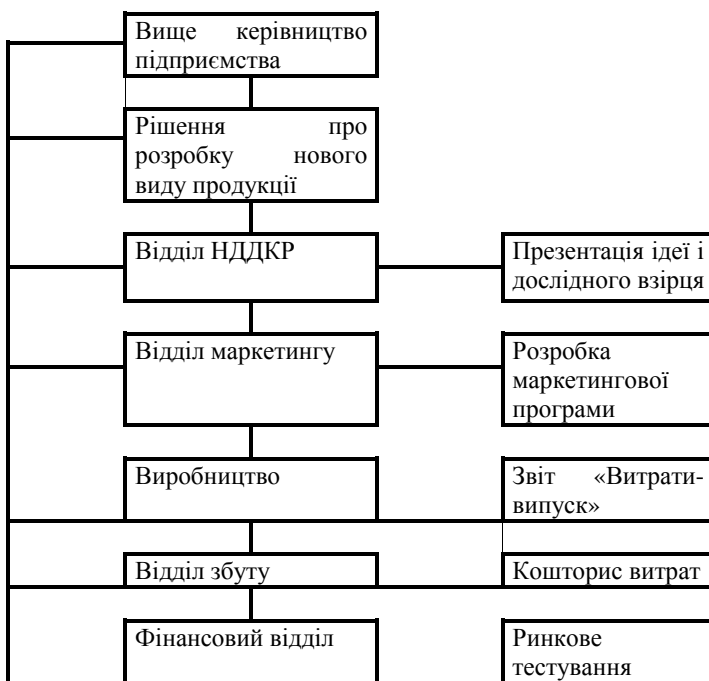 Вище керівництво
підприємства
Рішення про
розробку нового
виду продукції
Відділ НДДКР
Презентація ідеї і
дослідного взірця
Відділ маркетингу
Розробка
маркетингової
програми
Виробництво
Звіт «Витрати-
випуск»
Відділ збуту
Кошторис витрат
Фінансовий відділ
Ринкове
тестування